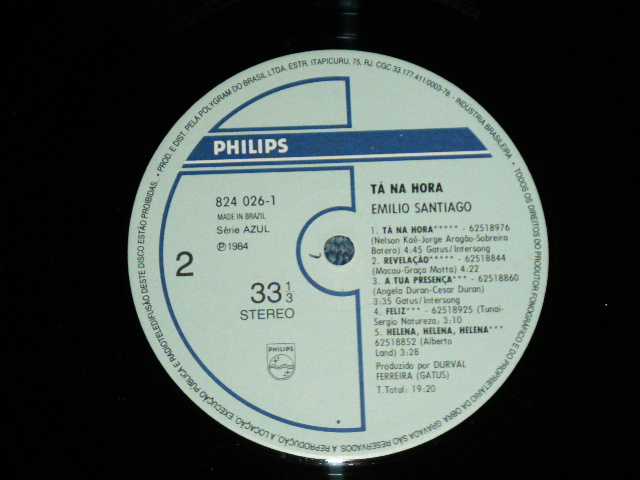 PROD. E DIST. PELA POLYGRAM DO BRASIL LTDA. ESTR. ITAPICURU, 75, RJ. CGC 33.177.411/0003-78. - INDUSTRIA BRASILEIRA • TODOS OS DIREITOS DO PRODUTOR FONOGRÁFICO E DO PROPRIETÁRIO DA OBRA GRAVADA SÃO RESERVADOS. A REPRODUÇÃO, A LOCAÇÃO, EXECUÇÃO PÚBLICA E RADIOTELEDIFUSÃO DESTE DISCO ESTÃO PROIBIDAS. •
PHILIPS
824 026-1
MADE IN BRAZIL
Série AZUL
Ⓟ 1984
2
33 1/3
STEREO
PHILIPS
TÁ NA HORA
EMILIO SANTIAGO
1. TÁ NA HORA***** - 62518976
(Nelson Kaê-Jorge Aragão-Sobreira
Batera) 4:45 Gatus/Intersong
2. REVELAÇÃO***** - 62518844
(Macau-Graço Motta) 4:22
3. A TUA PRESENÇA*** - 62518860
(Angela Duran-Cesar Duran)
3:35 Gatus/Intersong
4. FELIZ*** - 62518925 (Tunai-
Sergio Natureza) 3:10
5. HELENA, HELENA, HELENA***
62518852 (Alberto
Land) 3:28
Produzido por DURVAL
FERREIRA (GATUS)
T.Total: 19:20